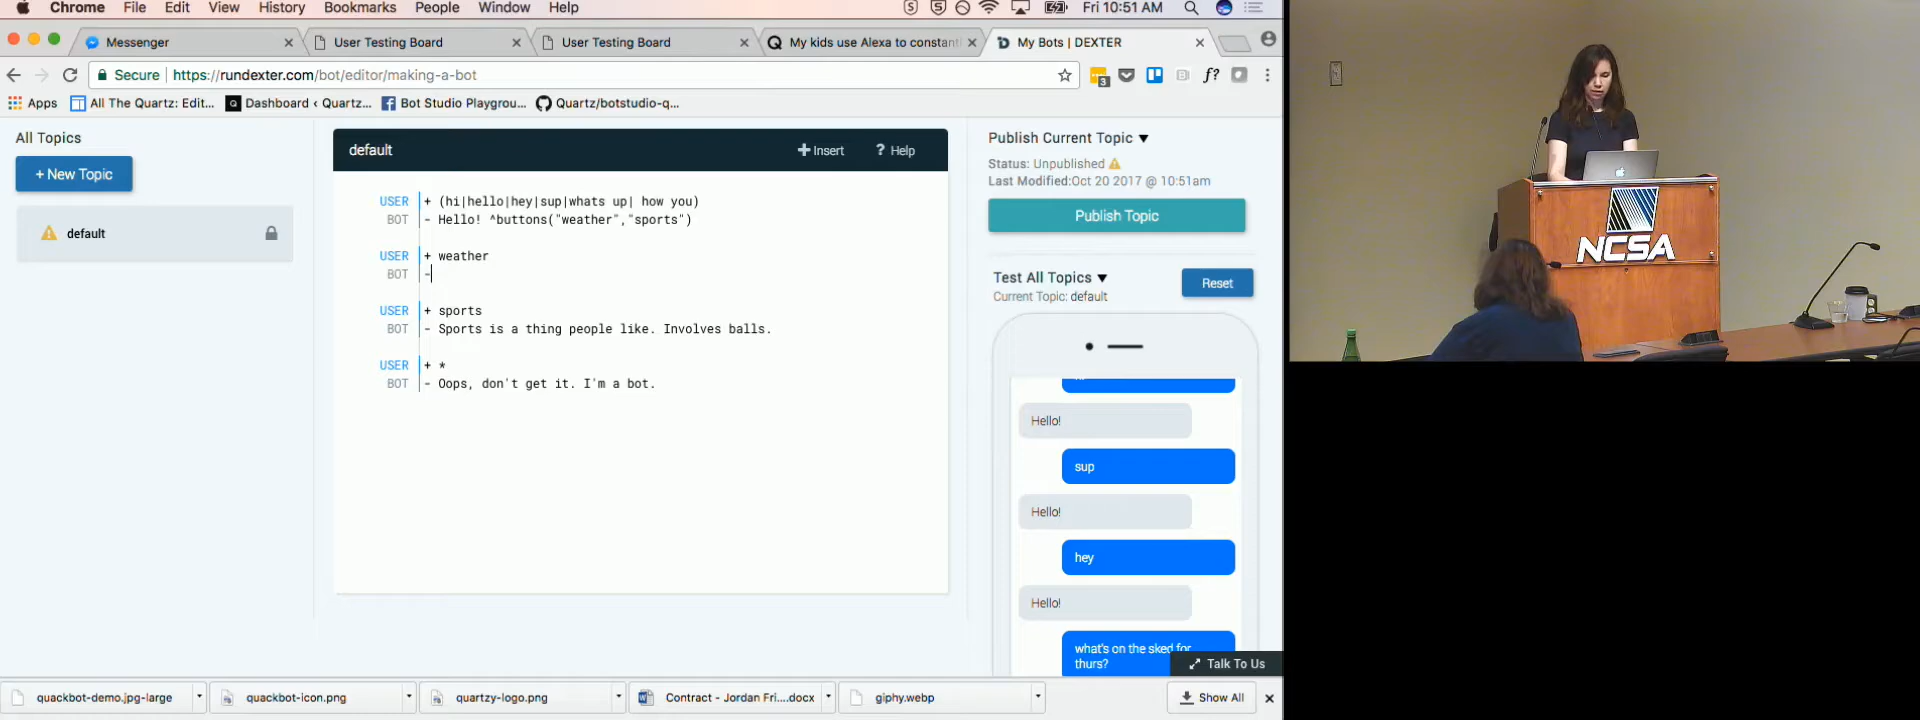 Chrome File Edit View History Bookmarks People Window Help
Fri 10:51 AM
Messenger
User Testing Board
User Testing Board
My kids use Alexa to constant
My Bots | DEXTER
Secure
https://rundexter.com/bot/editor/making-a-bot
3
f?
Apps
All The Quartz: Edit...
Dashboard ‹ Quartz...
Bot Studio Playgrou...
Quartz/botstudio-q...
All Topics
+ New Topic
default
default
+ Insert
? Help
USER + (hi|hello|hey|sup|whats up| how you)
BOT - Hello! ^buttons("weather","sports")
USER + weather
BOT -
USER + sports
BOT - Sports is a thing people like. Involves balls.
USER + *
BOT - Oops, don't get it. I'm a bot.
Publish Current Topic
Status: Unpublished
Last Modified:Oct 20 2017 @ 10:51am
Publish Topic
Test All Topics
Reset
Current Topic: default
Hello!
sup
Hello!
hey
Hello!
what's on the sked for
thurs?
Talk To Us
quackbot-demo.jpg-large
quackbot-icon.png
quartzy-logo.png
Contract - Jordan Fri....docx
giphy.webp
Show All
NCSA